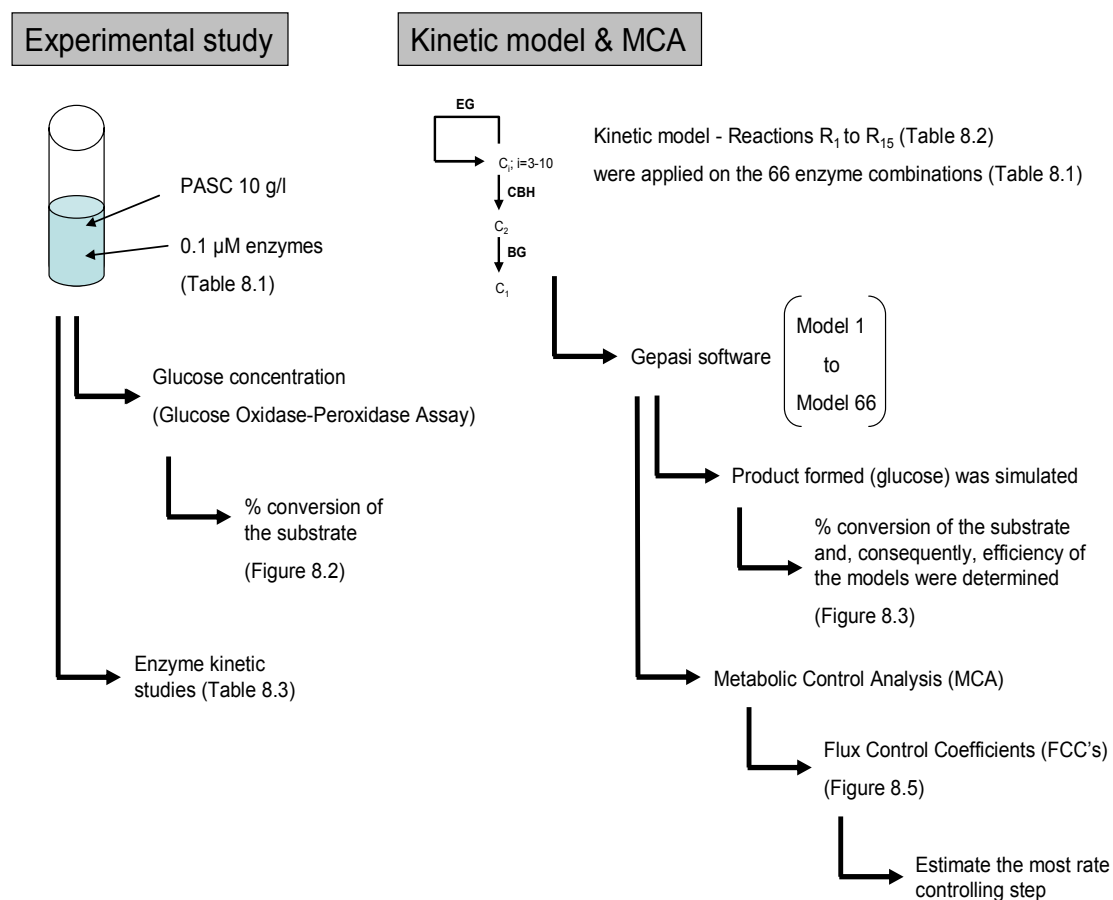 Experimental study
Kinetic model & MCA
PASC 10 g/l
0.1 µM enzymes
(Table 8.1)
Glucose concentration
(Glucose Oxidase-Peroxidase Assay)
% conversion of
the substrate
(Figure 8.2)
Enzyme kinetic
studies (Table 8.3)
EG
Ci; i=3-10
CBH
C2
BG
C1
Kinetic model - Reactions R1 to R15 (Table 8.2)
were applied on the 66 enzyme combinations (Table 8.1)
Gepasi software
Model 1
to
Model 66
Product formed (glucose) was simulated
% conversion of the substrate
and, consequently, efficiency of
the models were determined
(Figure 8.3)
Metabolic Control Analysis (MCA)
Flux Control Coefficients (FCC's)
(Figure 8.5)
Estimate the most rate
controlling step